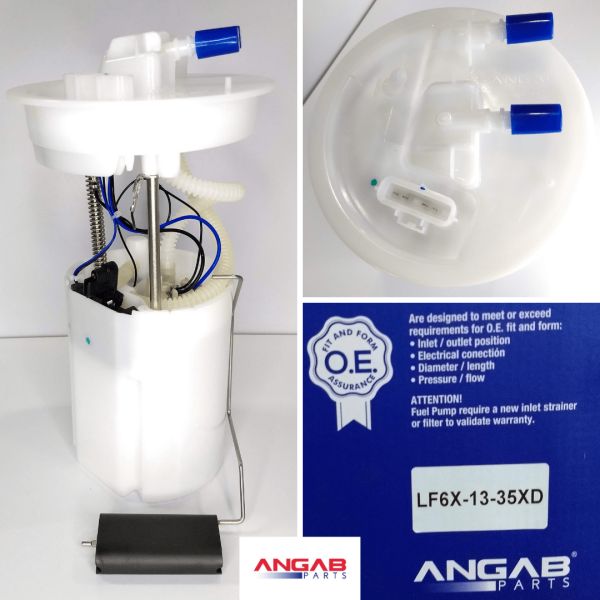 ANGAB
FIT AND FORM
O.E.
ASSURANCE
Are designed to meet or exceed
requirements for O.E. fit and form:
• Inlet / outlet position
• Electrical conectión
• Diameter / length
• Pressure / flow
ATTENTION!
Fuel Pump require a new inlet strainer
or filter to validate warranty.
LF6X-13-35XD
ANGAB®
PARTS
ANGAB
PARTS